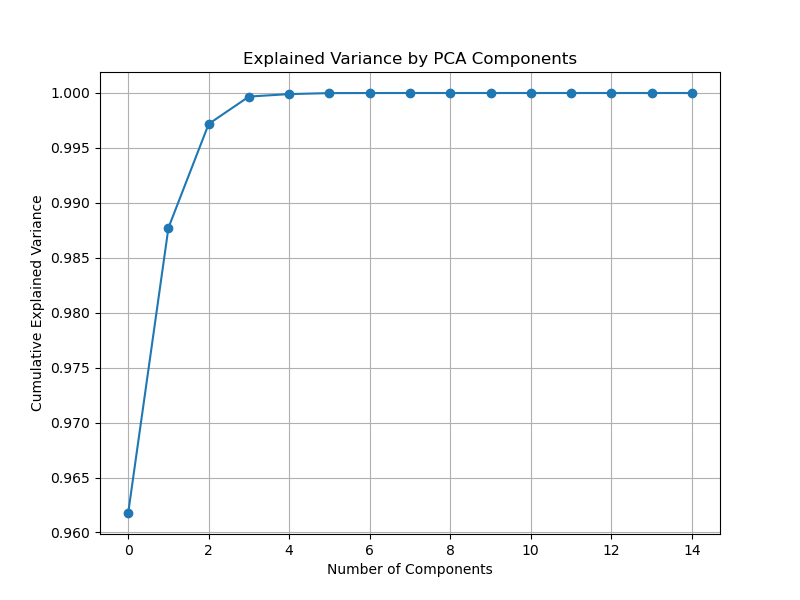 Explained Variance by PCA Components
1.000
0.995
0.990
0.985
0.980
0.975
0.970
0.965
0.960
Cumulative Explained Variance
0 2 4 6 8 10 12 14
Number of Components